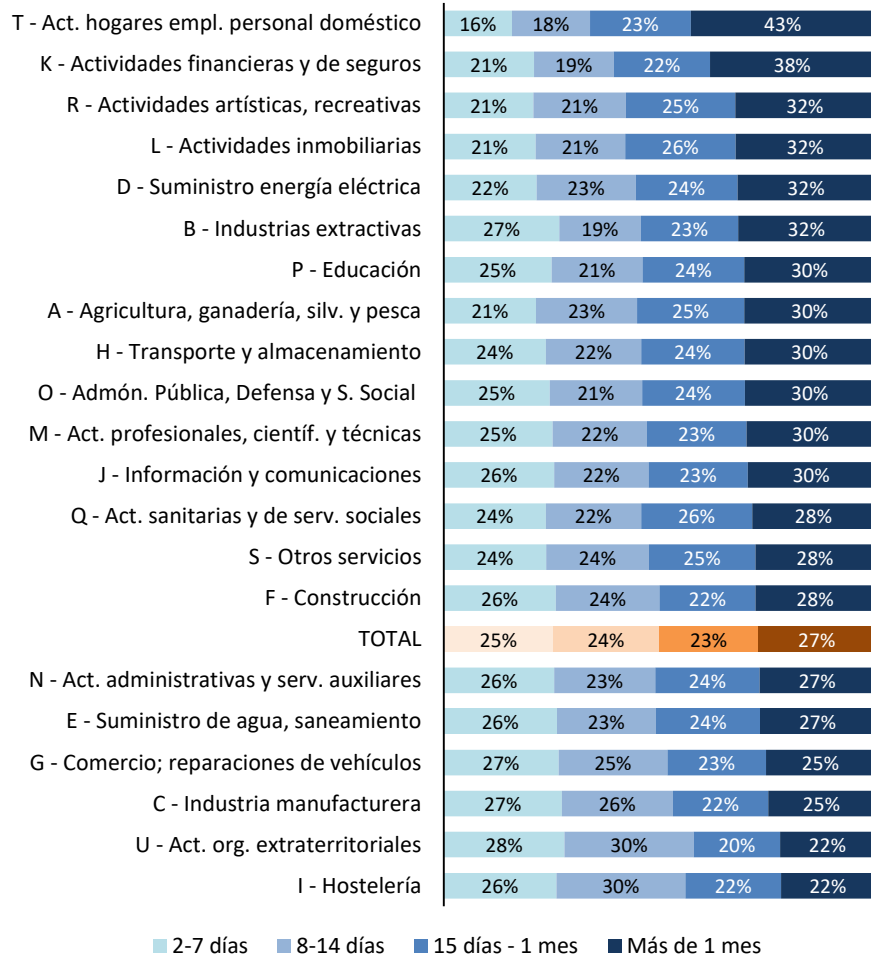 T - Act. hogares empl. personal doméstico 16% 18% 23% 43%
K - Actividades financieras y de seguros 21% 19% 22% 38%
R - Actividades artísticas, recreativas 21% 21% 25% 32%
L - Actividades inmobiliarias 21% 21% 26% 32%
D - Suministro energía eléctrica 22% 23% 24% 32%
B - Industrias extractivas 27% 19% 23% 32%
P - Educación 25% 21% 24% 30%
A - Agricultura, ganadería, silv. y pesca 21% 23% 25% 30%
H - Transporte y almacenamiento 24% 22% 24% 30%
O - Admón. Pública, Defensa y S. Social 25% 21% 24% 30%
M - Act. profesionales, científ. y técnicas 25% 22% 23% 30%
J - Información y comunicaciones 26% 22% 23% 30%
Q - Act. sanitarias y de serv. sociales 24% 22% 26% 28%
S - Otros servicios 24% 24% 25% 28%
F - Construcción 26% 24% 22% 28%
TOTAL 25% 24% 23% 27%
N - Act. administrativas y serv. auxiliares 26% 23% 24% 27%
E - Suministro de agua, saneamiento 26% 23% 24% 27%
G - Comercio; reparaciones de vehículos 27% 25% 23% 25%
C - Industria manufacturera 27% 26% 22% 25%
U - Act. org. extraterritoriales 28% 30% 20% 22%
I - Hostelería 26% 30% 22% 22%
2-7 días 8-14 días 15 días - 1 mes Más de 1 mes